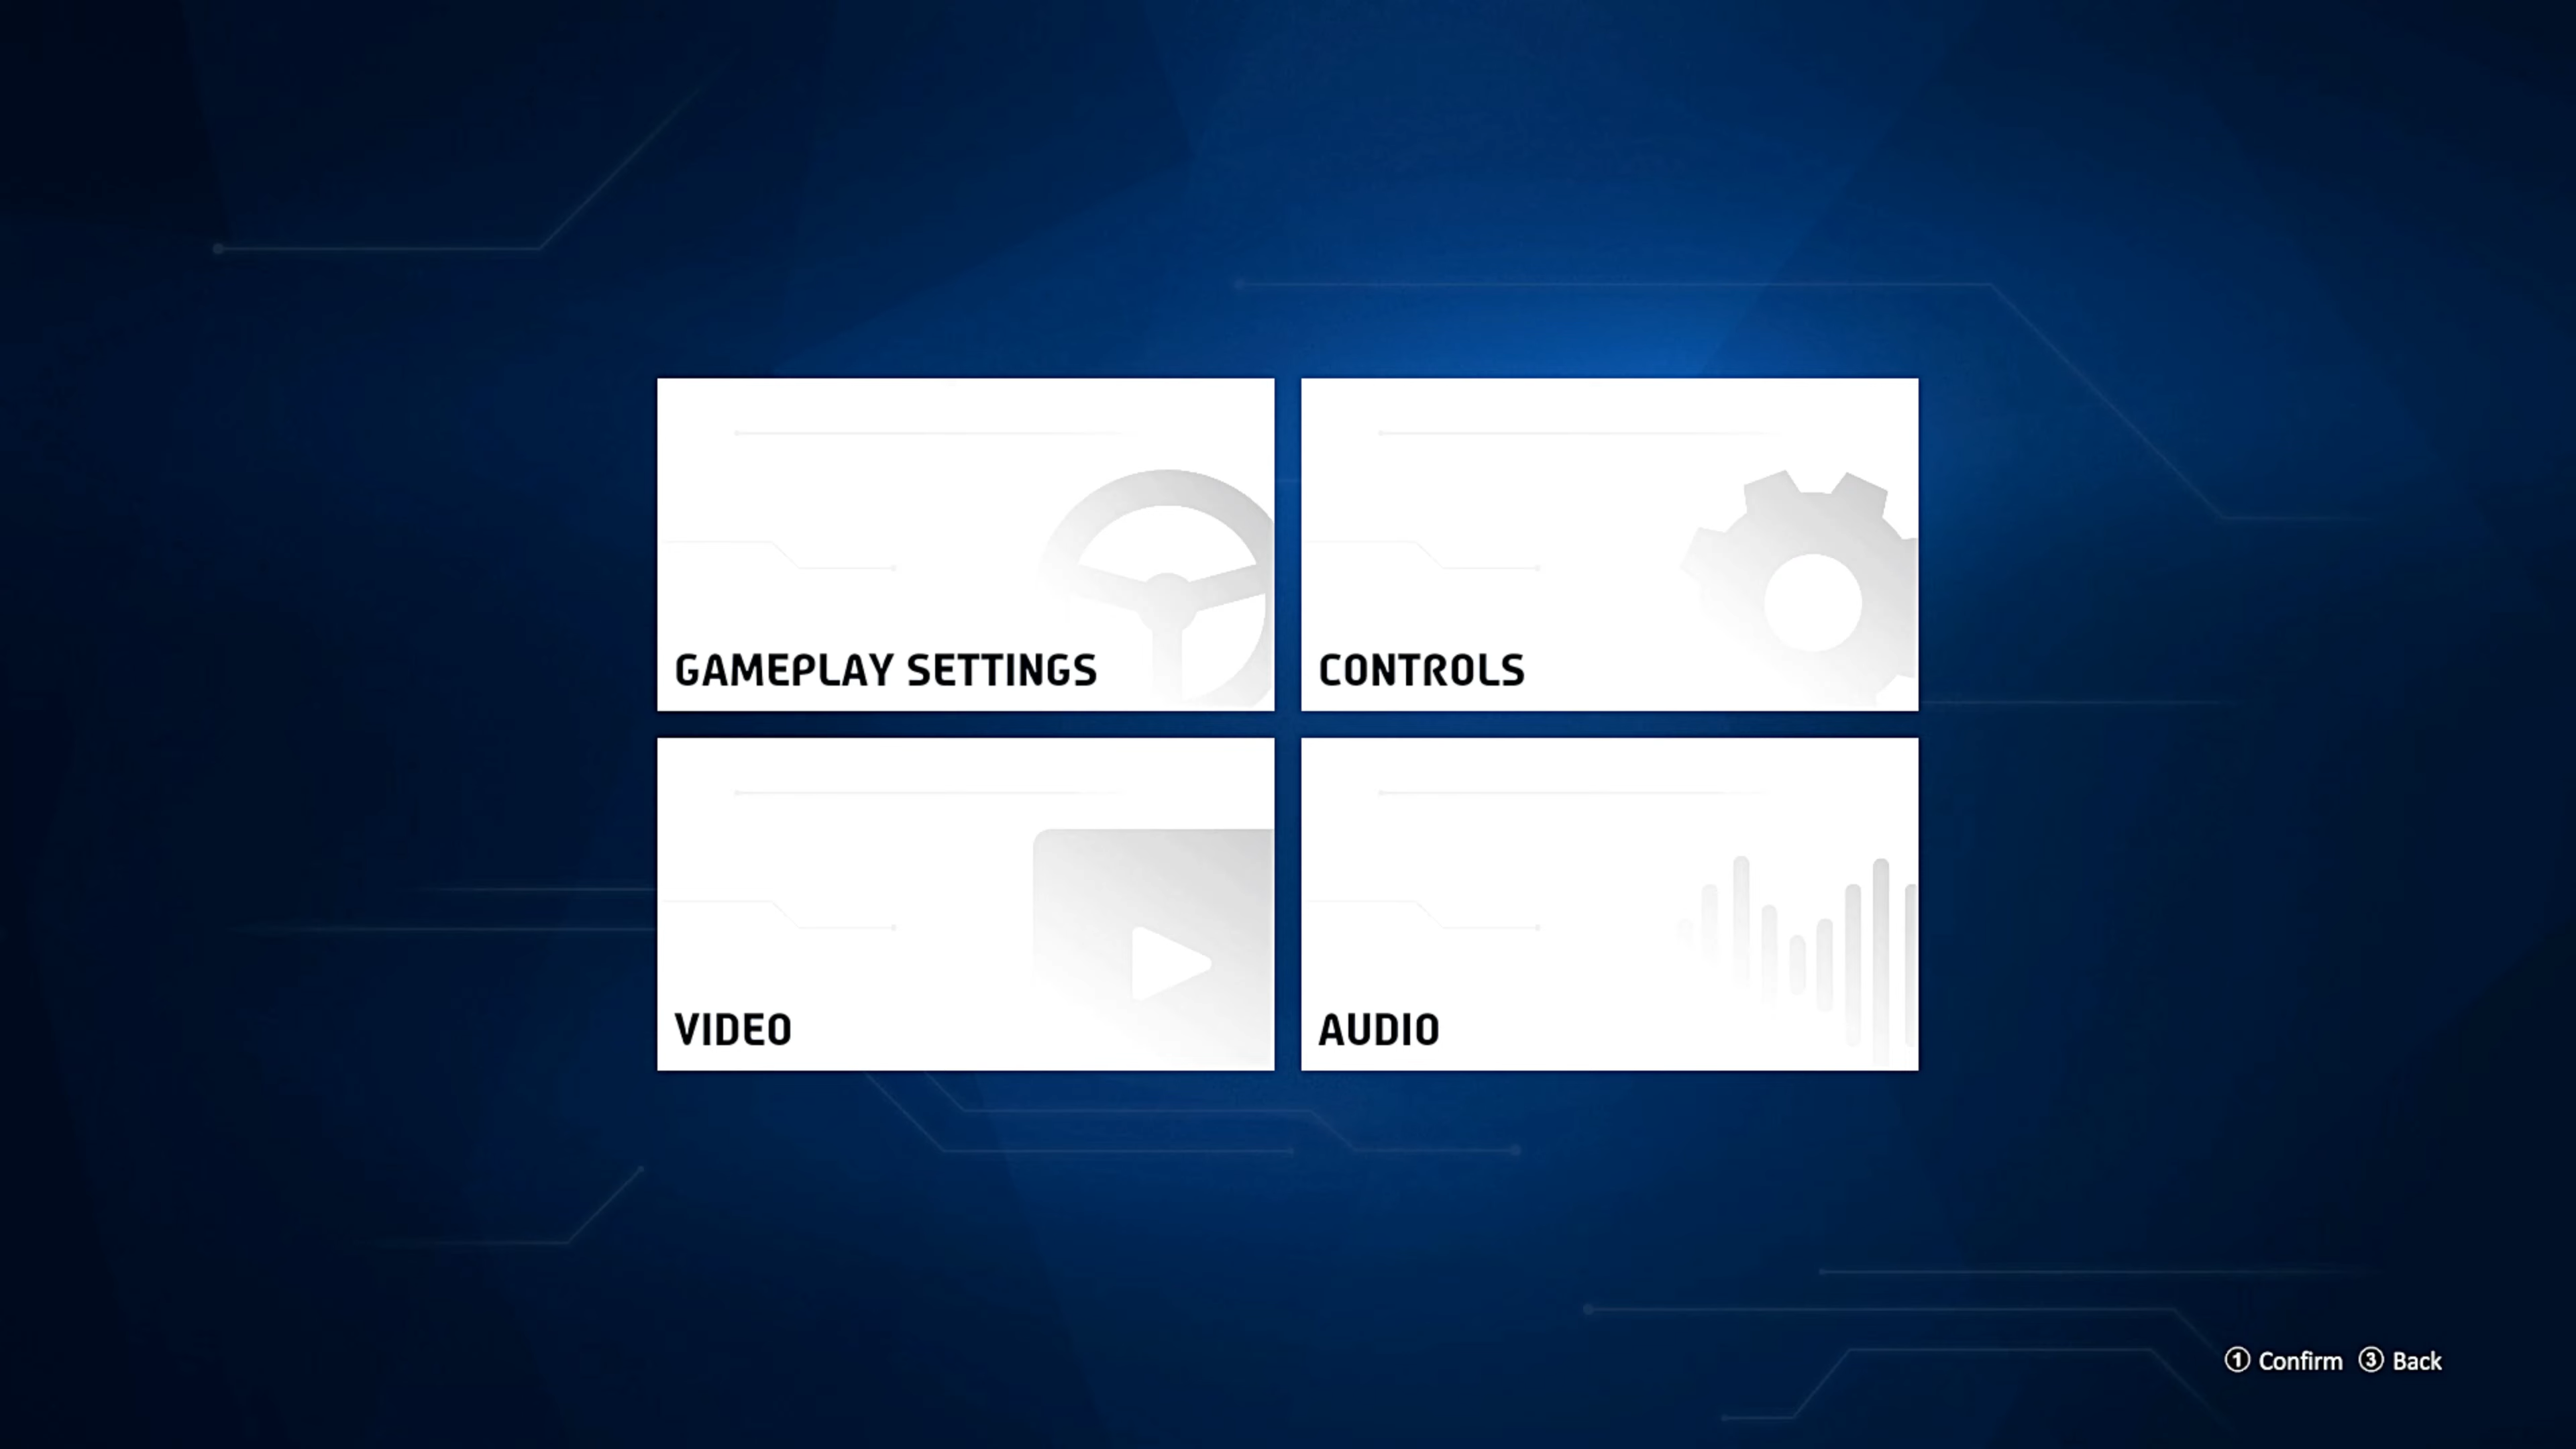 GAMEPLAY SETTINGS
CONTROLS
VIDEO
AUDIO
① Confirm ③ Back